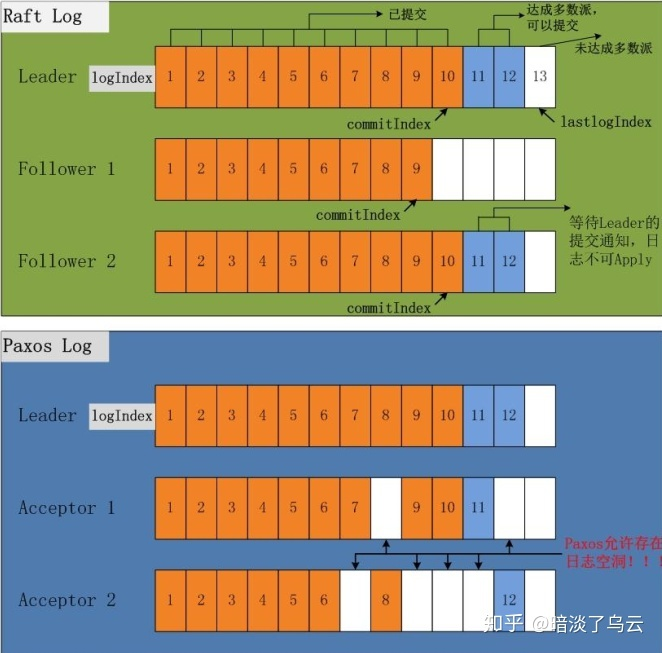 Raft Log
已提交
达成多数派，
可以提交
未达成多数派
Leader logIndex 1 2 3 4 5 6 7 8 9 10 11 12 13
commitIndex
lastlogIndex
Follower 1 1 2 3 4 5 6 7 8 9
commitIndex
等待Leader的
提交通知，日
志不可Apply
Follower 2 1 2 3 4 5 6 7 8 9 10 11 12
commitIndex
Paxos Log
Leader logIndex 1 2 3 4 5 6 7 8 9 10 11 12
Acceptor 1 1 2 3 4 5 6 7 9 10 11
Paxos允许存在
日志空洞！！！
Acceptor 2 1 2 3 4 5 6 8 12
知乎 @暗淡了乌云